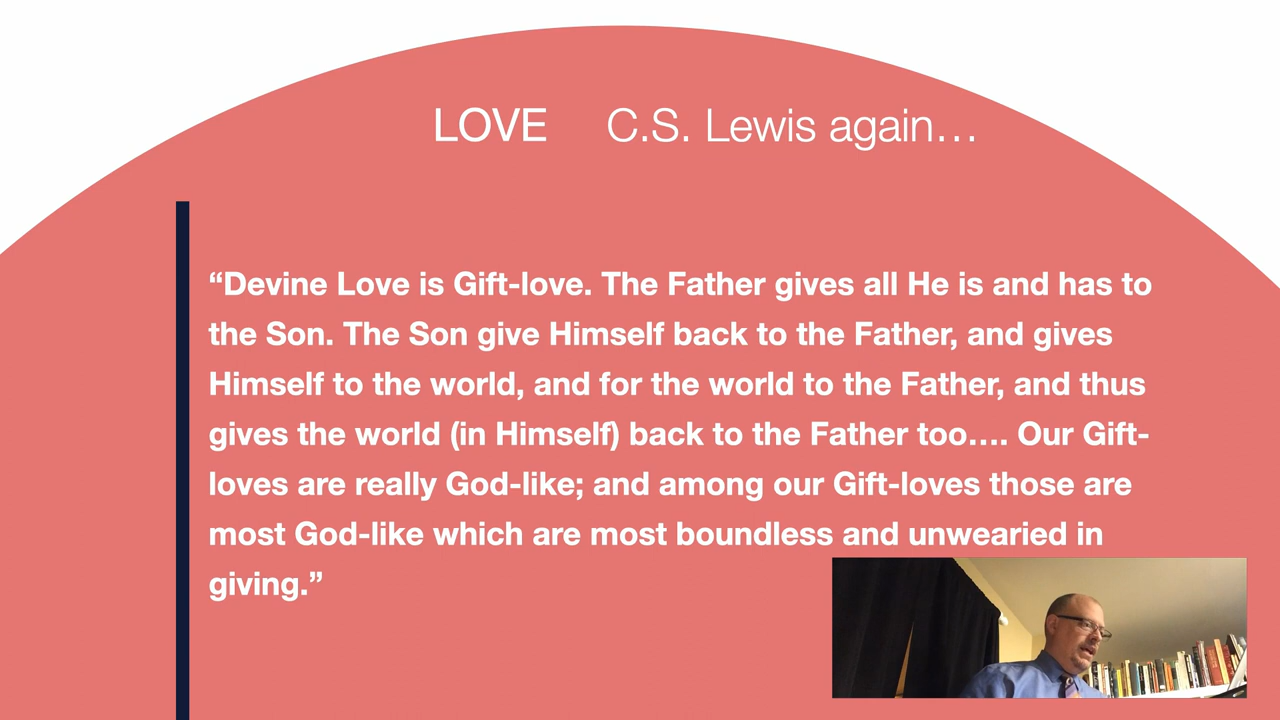 LOVE C.S. Lewis again…
“Devine Love is Gift-love. The Father gives all He is and has to
the Son. The Son give Himself back to the Father, and gives
Himself to the world, and for the world to the Father, and thus
gives the world (in Himself) back to the Father too…. Our Gift-
loves are really God-like; and among our Gift-loves those are
most God-like which are most boundless and unwearied in
giving.”